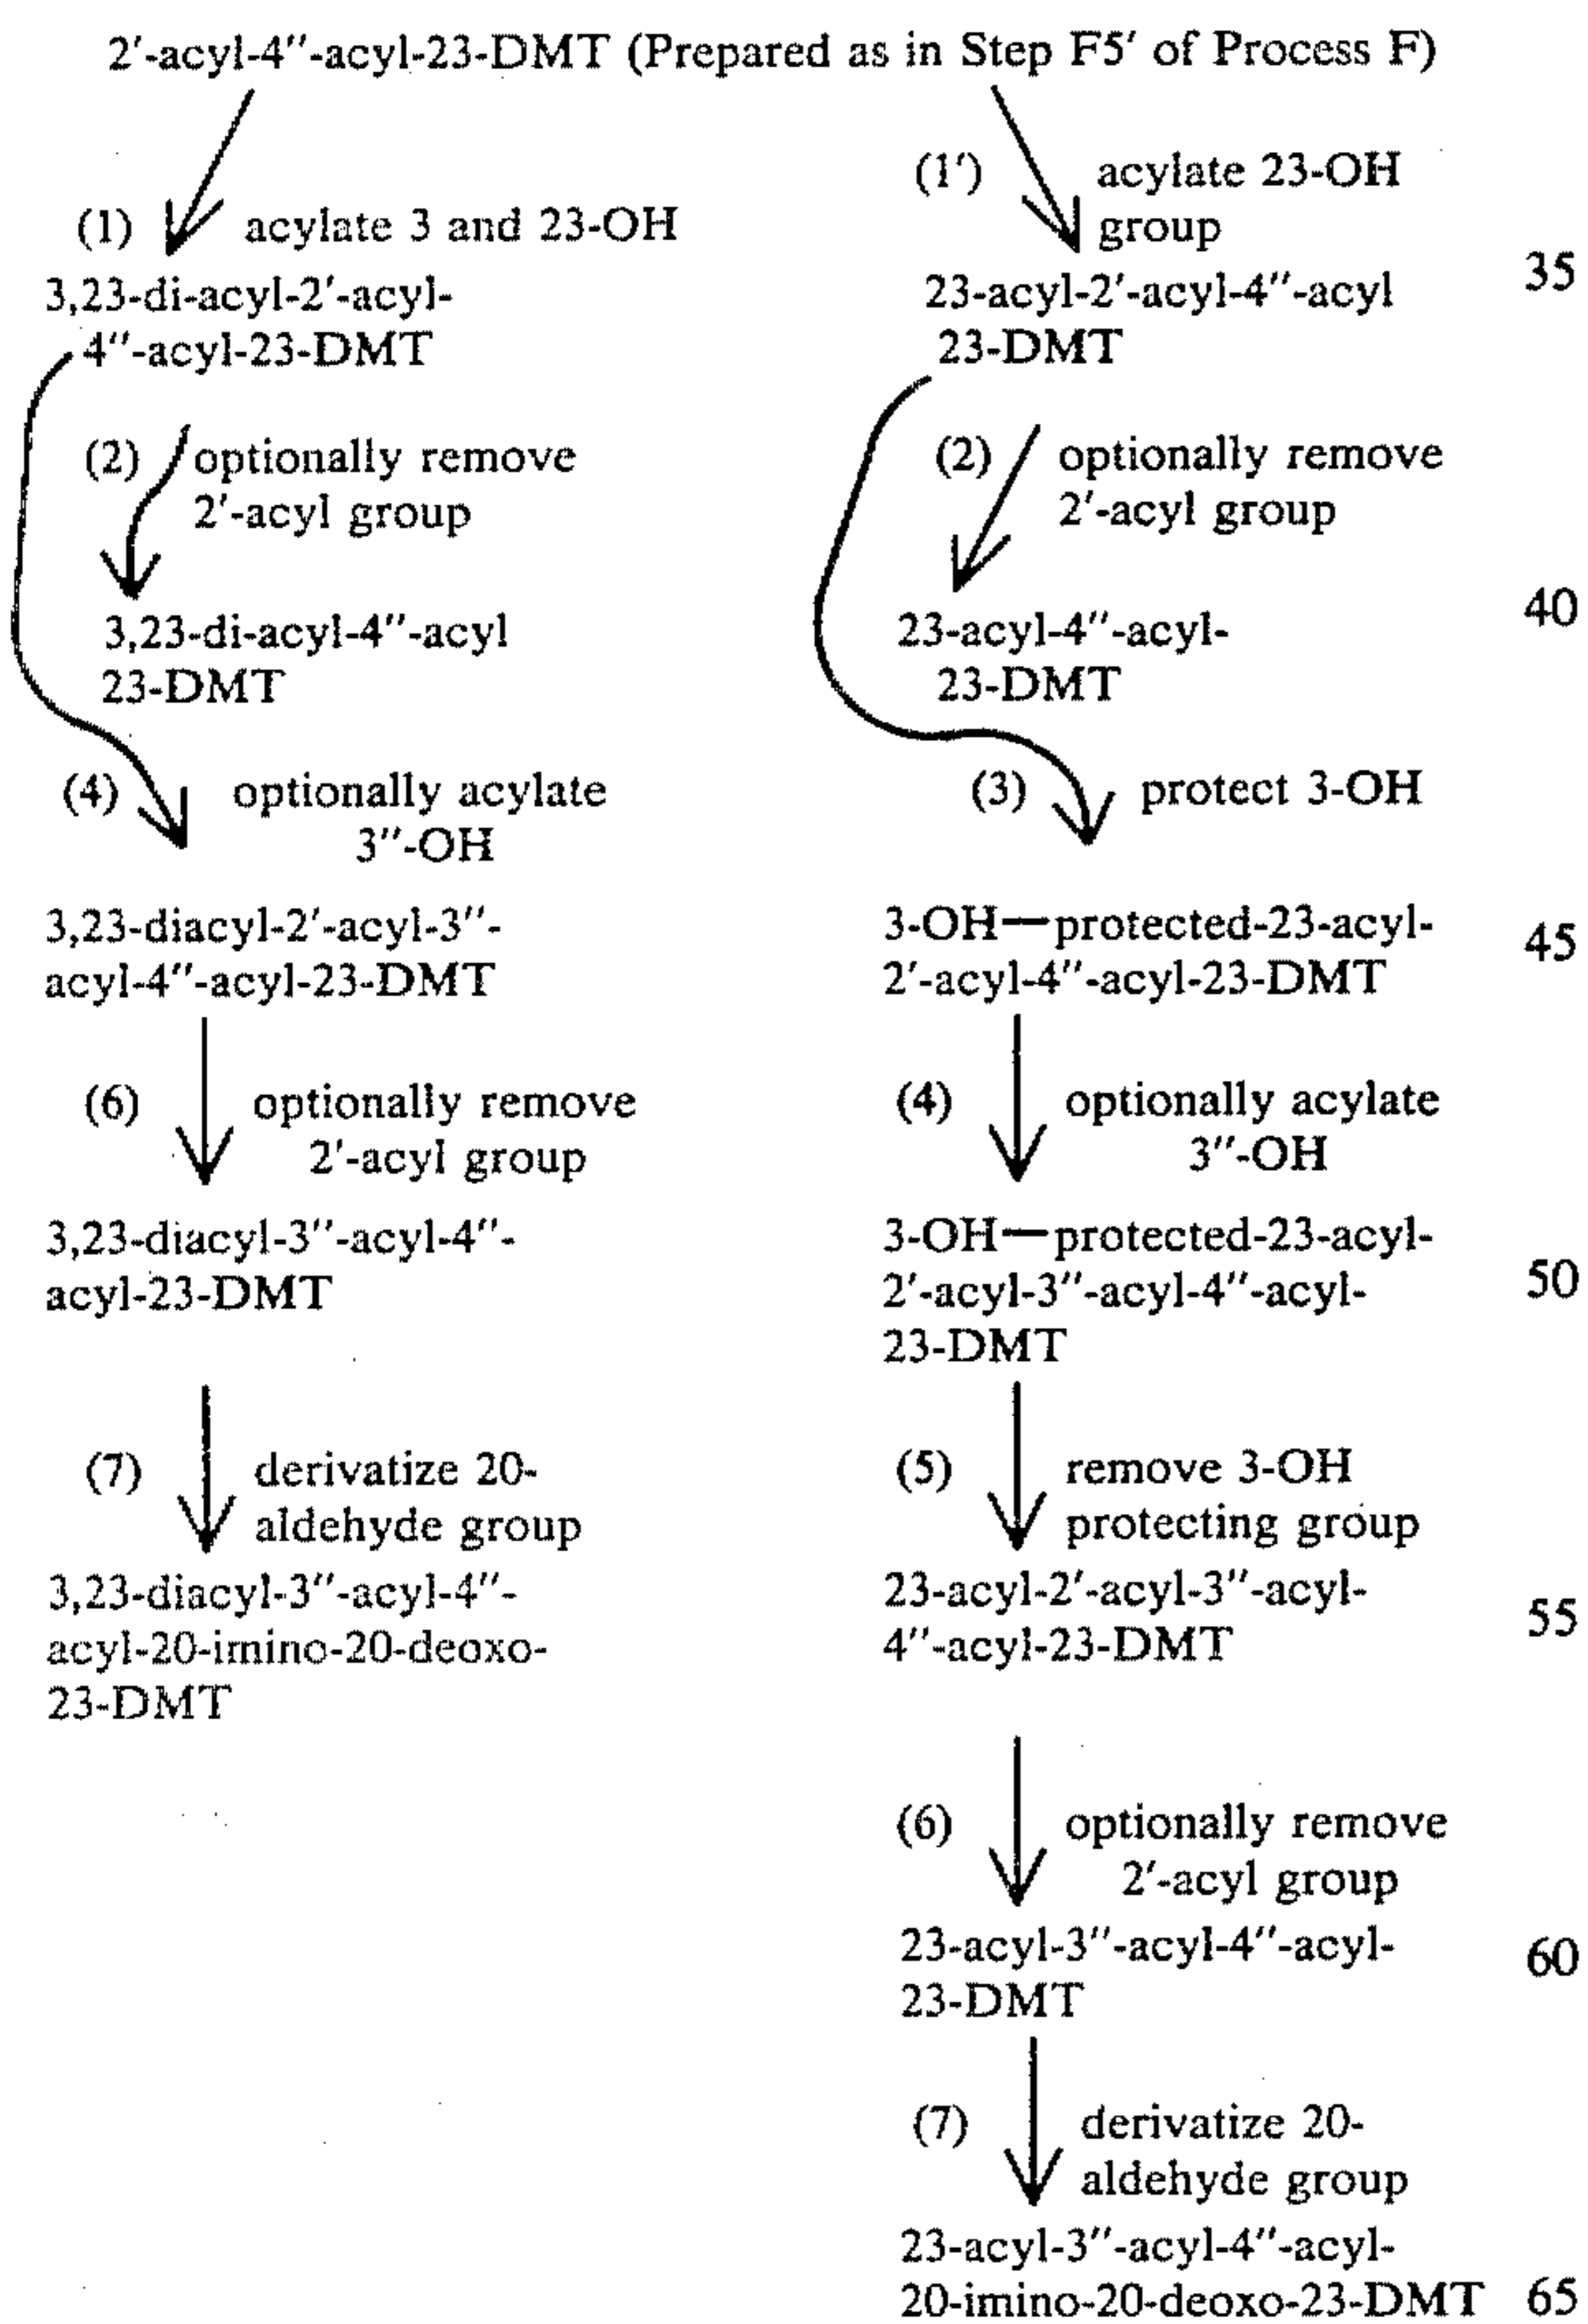 2′-acyl-4″-acyl-23-DMT (Prepared as in Step F5′ of Process F)
(1) acylate 3 and 23-OH
3,23-di-acyl-2′-acyl-
4″-acyl-23-DMT
(2) optionally remove
2′-acyl group
3,23-di-acyl-4″-acyl
23-DMT
(4) optionally acylate
3″-OH
3,23-diacyl-2′-acyl-3″-
acyl-4″-acyl-23-DMT
(6) optionally remove
2′-acyl group
3,23-diacyl-3″-acyl-4″-
acyl-23-DMT
(7) derivatize 20-
aldehyde group
3,23-diacyl-3″-acyl-4″-
acyl-20-imino-20-deoxo-
23-DMT
(1′) acylate 23-OH
group
23-acyl-2′-acyl-4″-acyl
23-DMT
(2) optionally remove
2′-acyl group
23-acyl-4″-acyl-
23-DMT
(3) protect 3-OH
3-OH—protected-23-acyl-
2′-acyl-4″-acyl-23-DMT
(4) optionally acylate
3″-OH
3-OH—protected-23-acyl-
2′-acyl-3″-acyl-4″-acyl-
23-DMT
(5) remove 3-OH
protecting group
23-acyl-2′-acyl-3″-acyl-
4″-acyl-23-DMT
(6) optionally remove
2′-acyl group
23-acyl-3″-acyl-4″-acyl-
23-DMT
(7) derivatize 20-
aldehyde group
23-acyl-3″-acyl-4″-acyl-
20-imino-20-deoxo-23-DMT
35
40
45
50
55
60
65